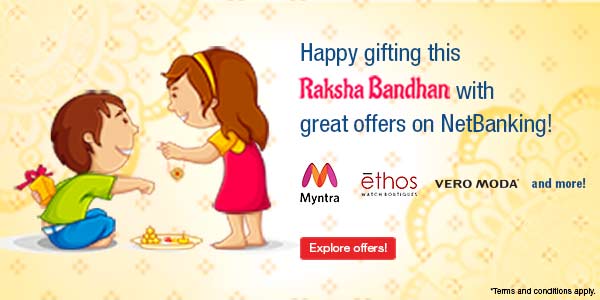 Happy gifting this
Raksha Bandhan with
great offers on NetBanking!
Myntra
ēthos
WATCH BOUTIQUES
VERO MODA®
and more!
Explore offers!
*Terms and conditions apply.